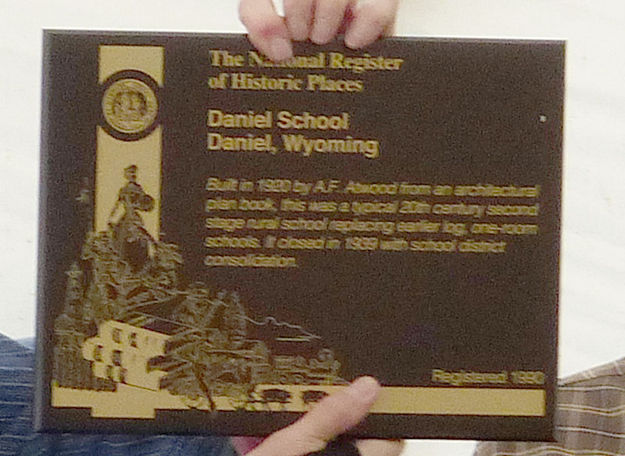 The National Register
of Historic Places
Daniel School
Daniel, Wyoming
Built in 1920 by A.F. Atwood from an architectural
plan book, this was a typical 20th century second
stage rural school replacing earlier log, one-room
schools. It closed in 1939 with school district
consolidation.
Registered 1990